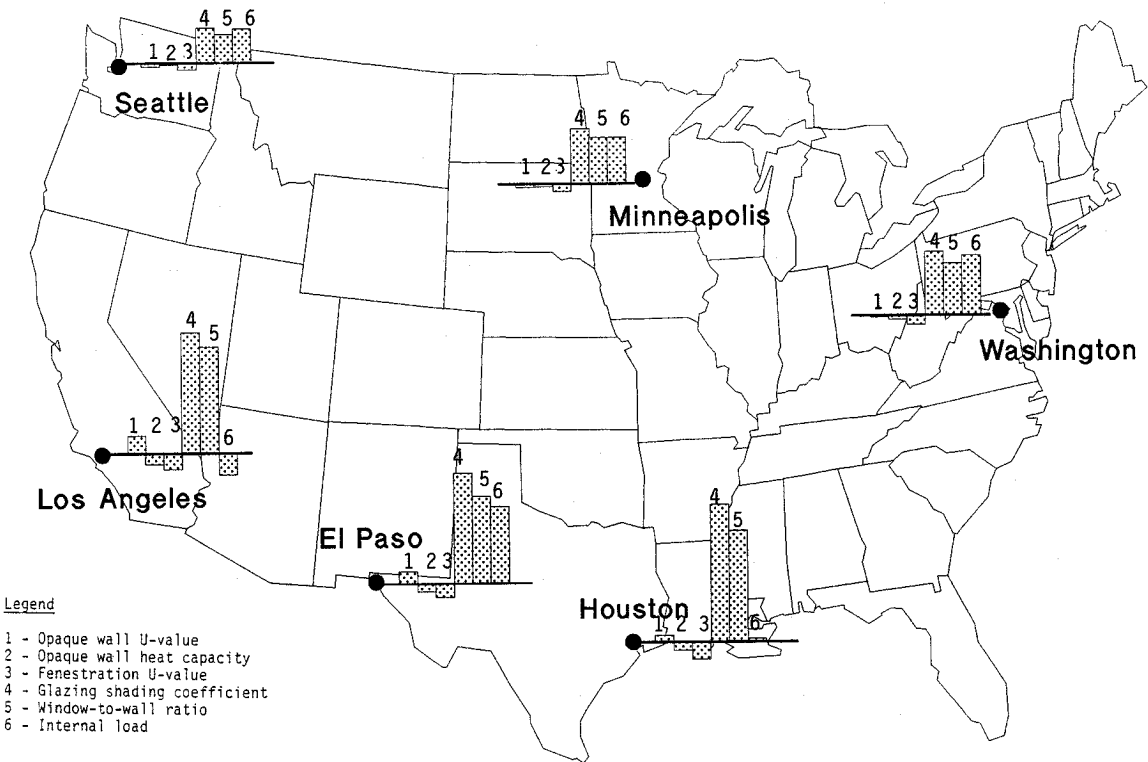 4 5 6
1 2 3
Seattle
4 5 6
1 2 3
Minneapolis
4 5 6
1 2 3
Washington
4 5
1 2 3 6
Los Angeles
4 5 6
1 2 3
El Paso
4 5
1 2 3 6
Houston
Legend
1 - Opaque wall U-value
2 - Opaque wall heat capacity
3 - Fenestration U-value
4 - Glazing shading coefficient
5 - Window-to-wall ratio
6 - Internal load